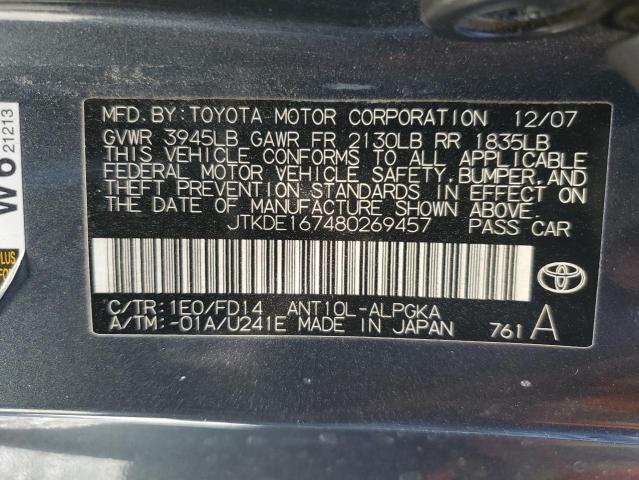 MFD.BY:TOYOTA MOTOR CORPORATION 12/07
GVWR 3945LB GAWR FR 2130LB RR 1835LB
THIS VEHICLE CONFORMS TO ALL APPLICABLE
FEDERAL MOTOR VEHICLE SAFETY,BUMPER,AND
THEFT PREVENTION STANDARDS IN EFFECT ON
THE DATE OF MANUFACTURE SHOWN ABOVE.
JTKDE167480269457 PASS CAR
C/TR:1E0/FD14 ANT10L-ALPGKA
A/TM:-01A/U241E MADE IN JAPAN 761 A
W6
21213
PLUS